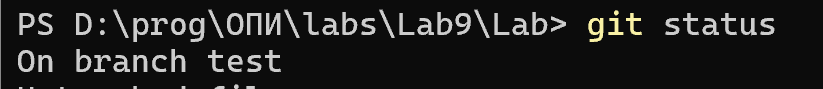 PS D:\prog\ОПИ\labs\Lab9\Lab> git status
On branch test